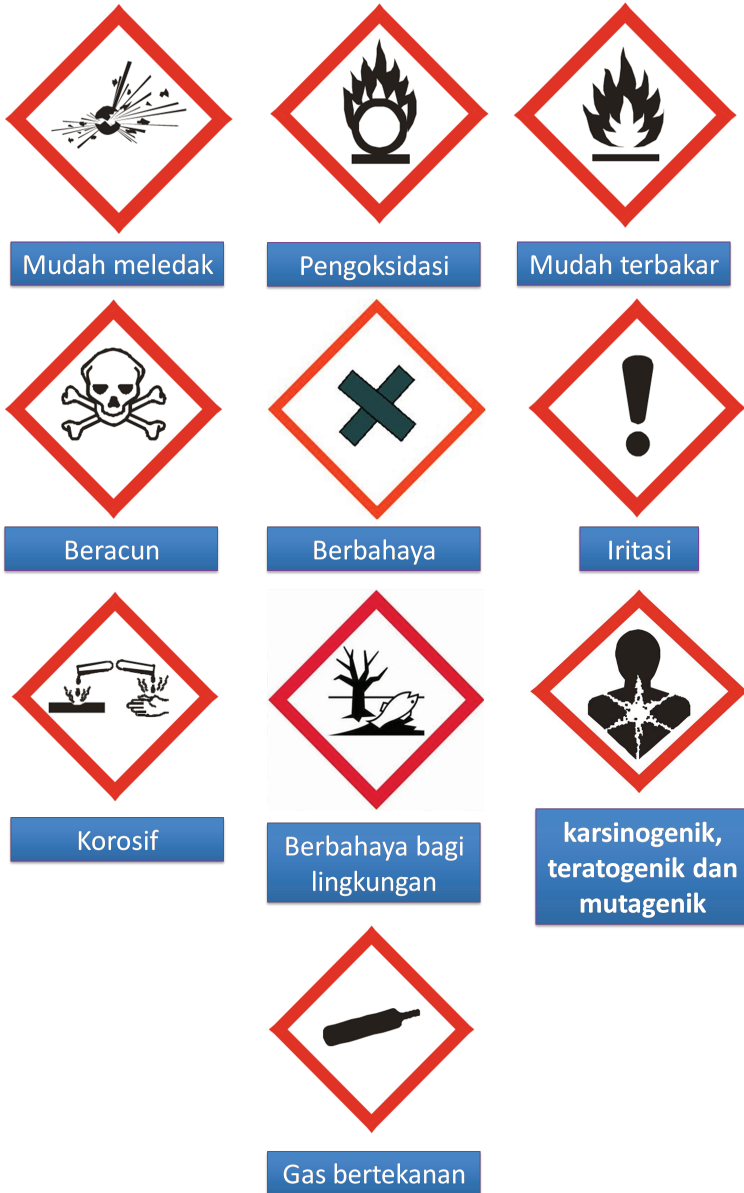 Mudah meledak
Pengoksidasi
Mudah terbakar
Beracun
Berbahaya
Iritasi
Korosif
Berbahaya bagi
lingkungan
karsinogenik,
teratogenik dan
mutagenik
Gas bertekanan